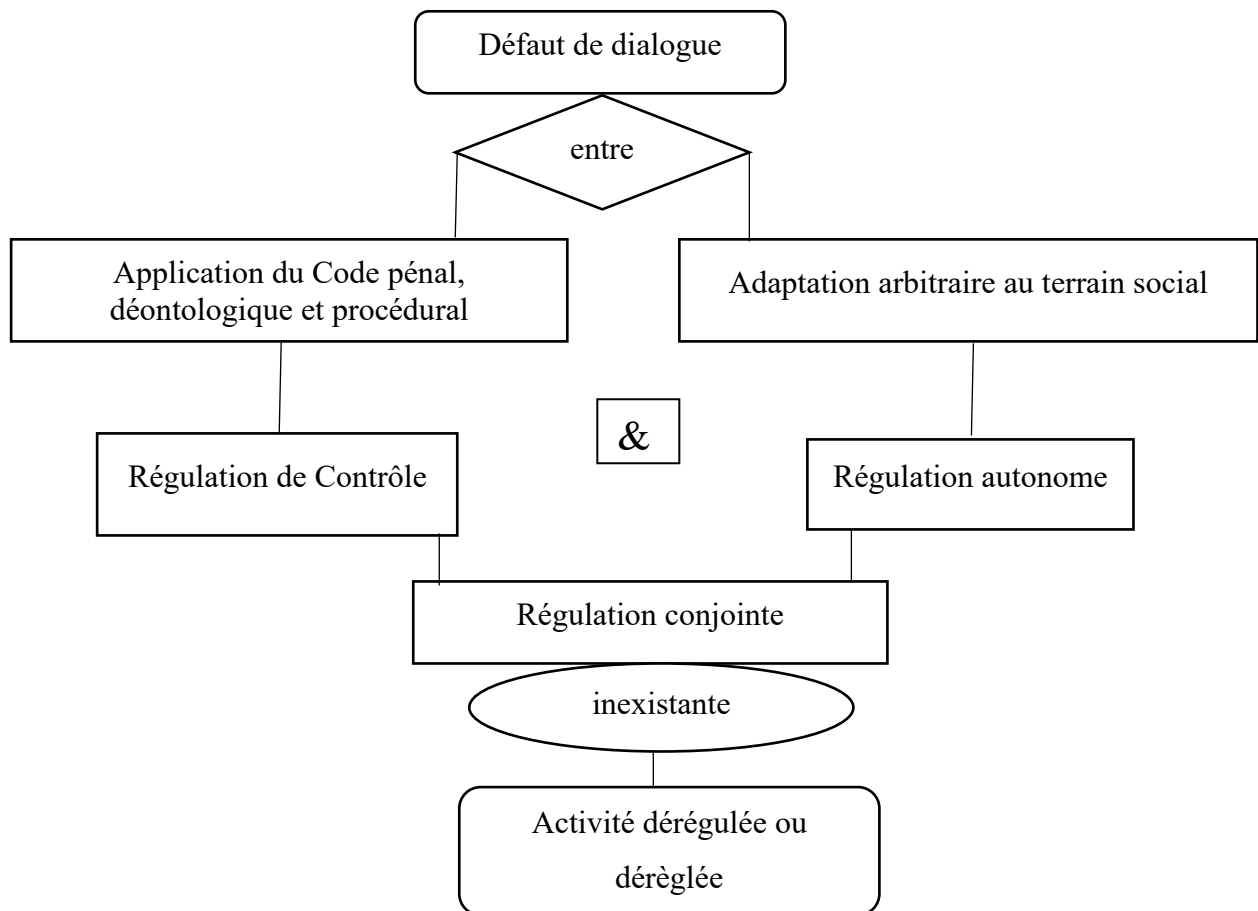 Défaut de dialogue
entre
Application du Code pénal,
déontologique et procédural
Adaptation arbitraire au terrain social
&
Régulation de Contrôle
Régulation autonome
Régulation conjointe
inexistante
Activité dérégulée ou
dérèglée